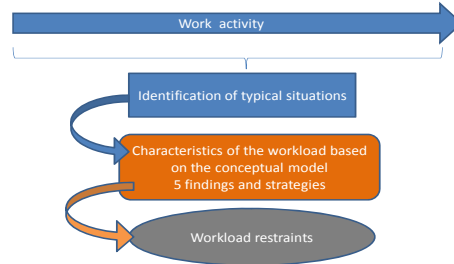 Work activity
Identification of typical situations
Characteristics of the workload based
on the conceptual model
5 findings and strategies
Workload restraints